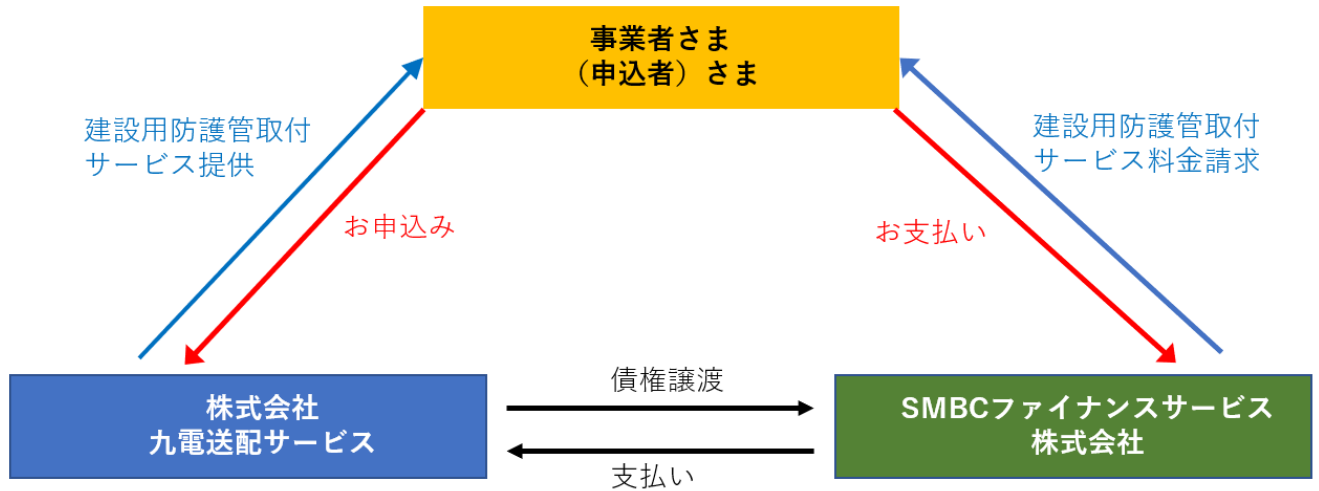 事業者さま
（申込者）さま
建設用防護管取付
サービス提供
お申込み
建設用防護管取付
サービス料金請求
お支払い
株式会社
九電送配サービス
債権譲渡
支払い
SMBCファイナンスサービス
株式会社